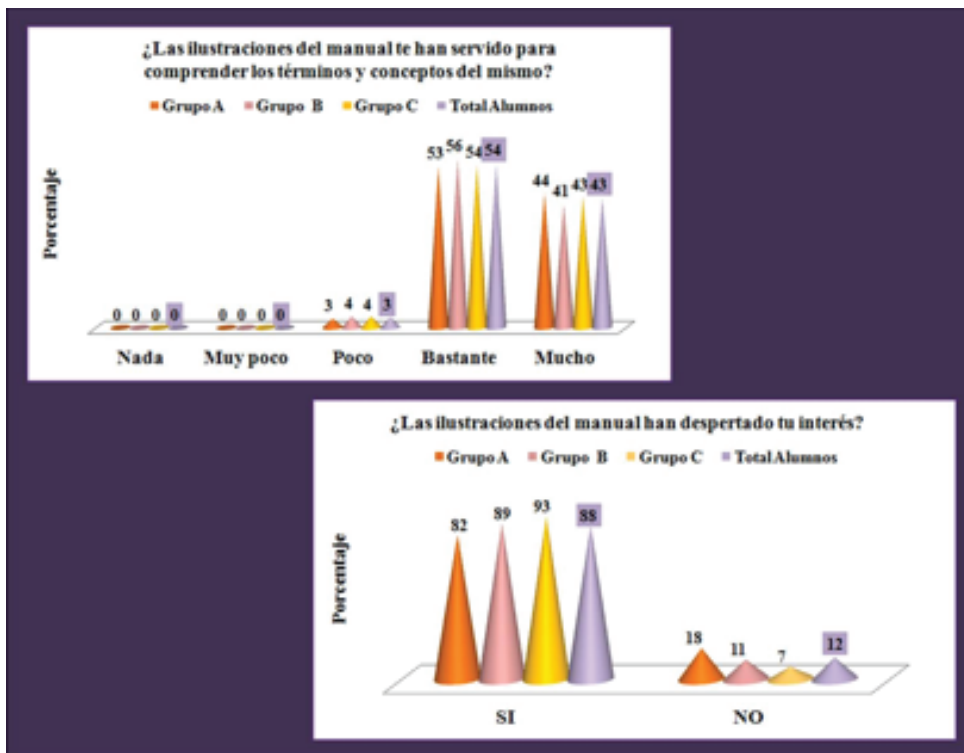 ¿Las ilustraciones del manual te han servido para
comprender los términos y conceptos del mismo?
Grupo A Grupo B Grupo C Total Alumnos
Porcentaje
53 56 54 54
44 41 43 43
3 4 4 3
0 0 0 0 0 0 0 0
Nada Muy poco Poco Bastante Mucho
¿Las ilustraciones del manual han despertado tu interés?
Grupo A Grupo B Grupo C Total Alumnos
Porcentaje
82 89 93 88
18 11 7 12
SI NO